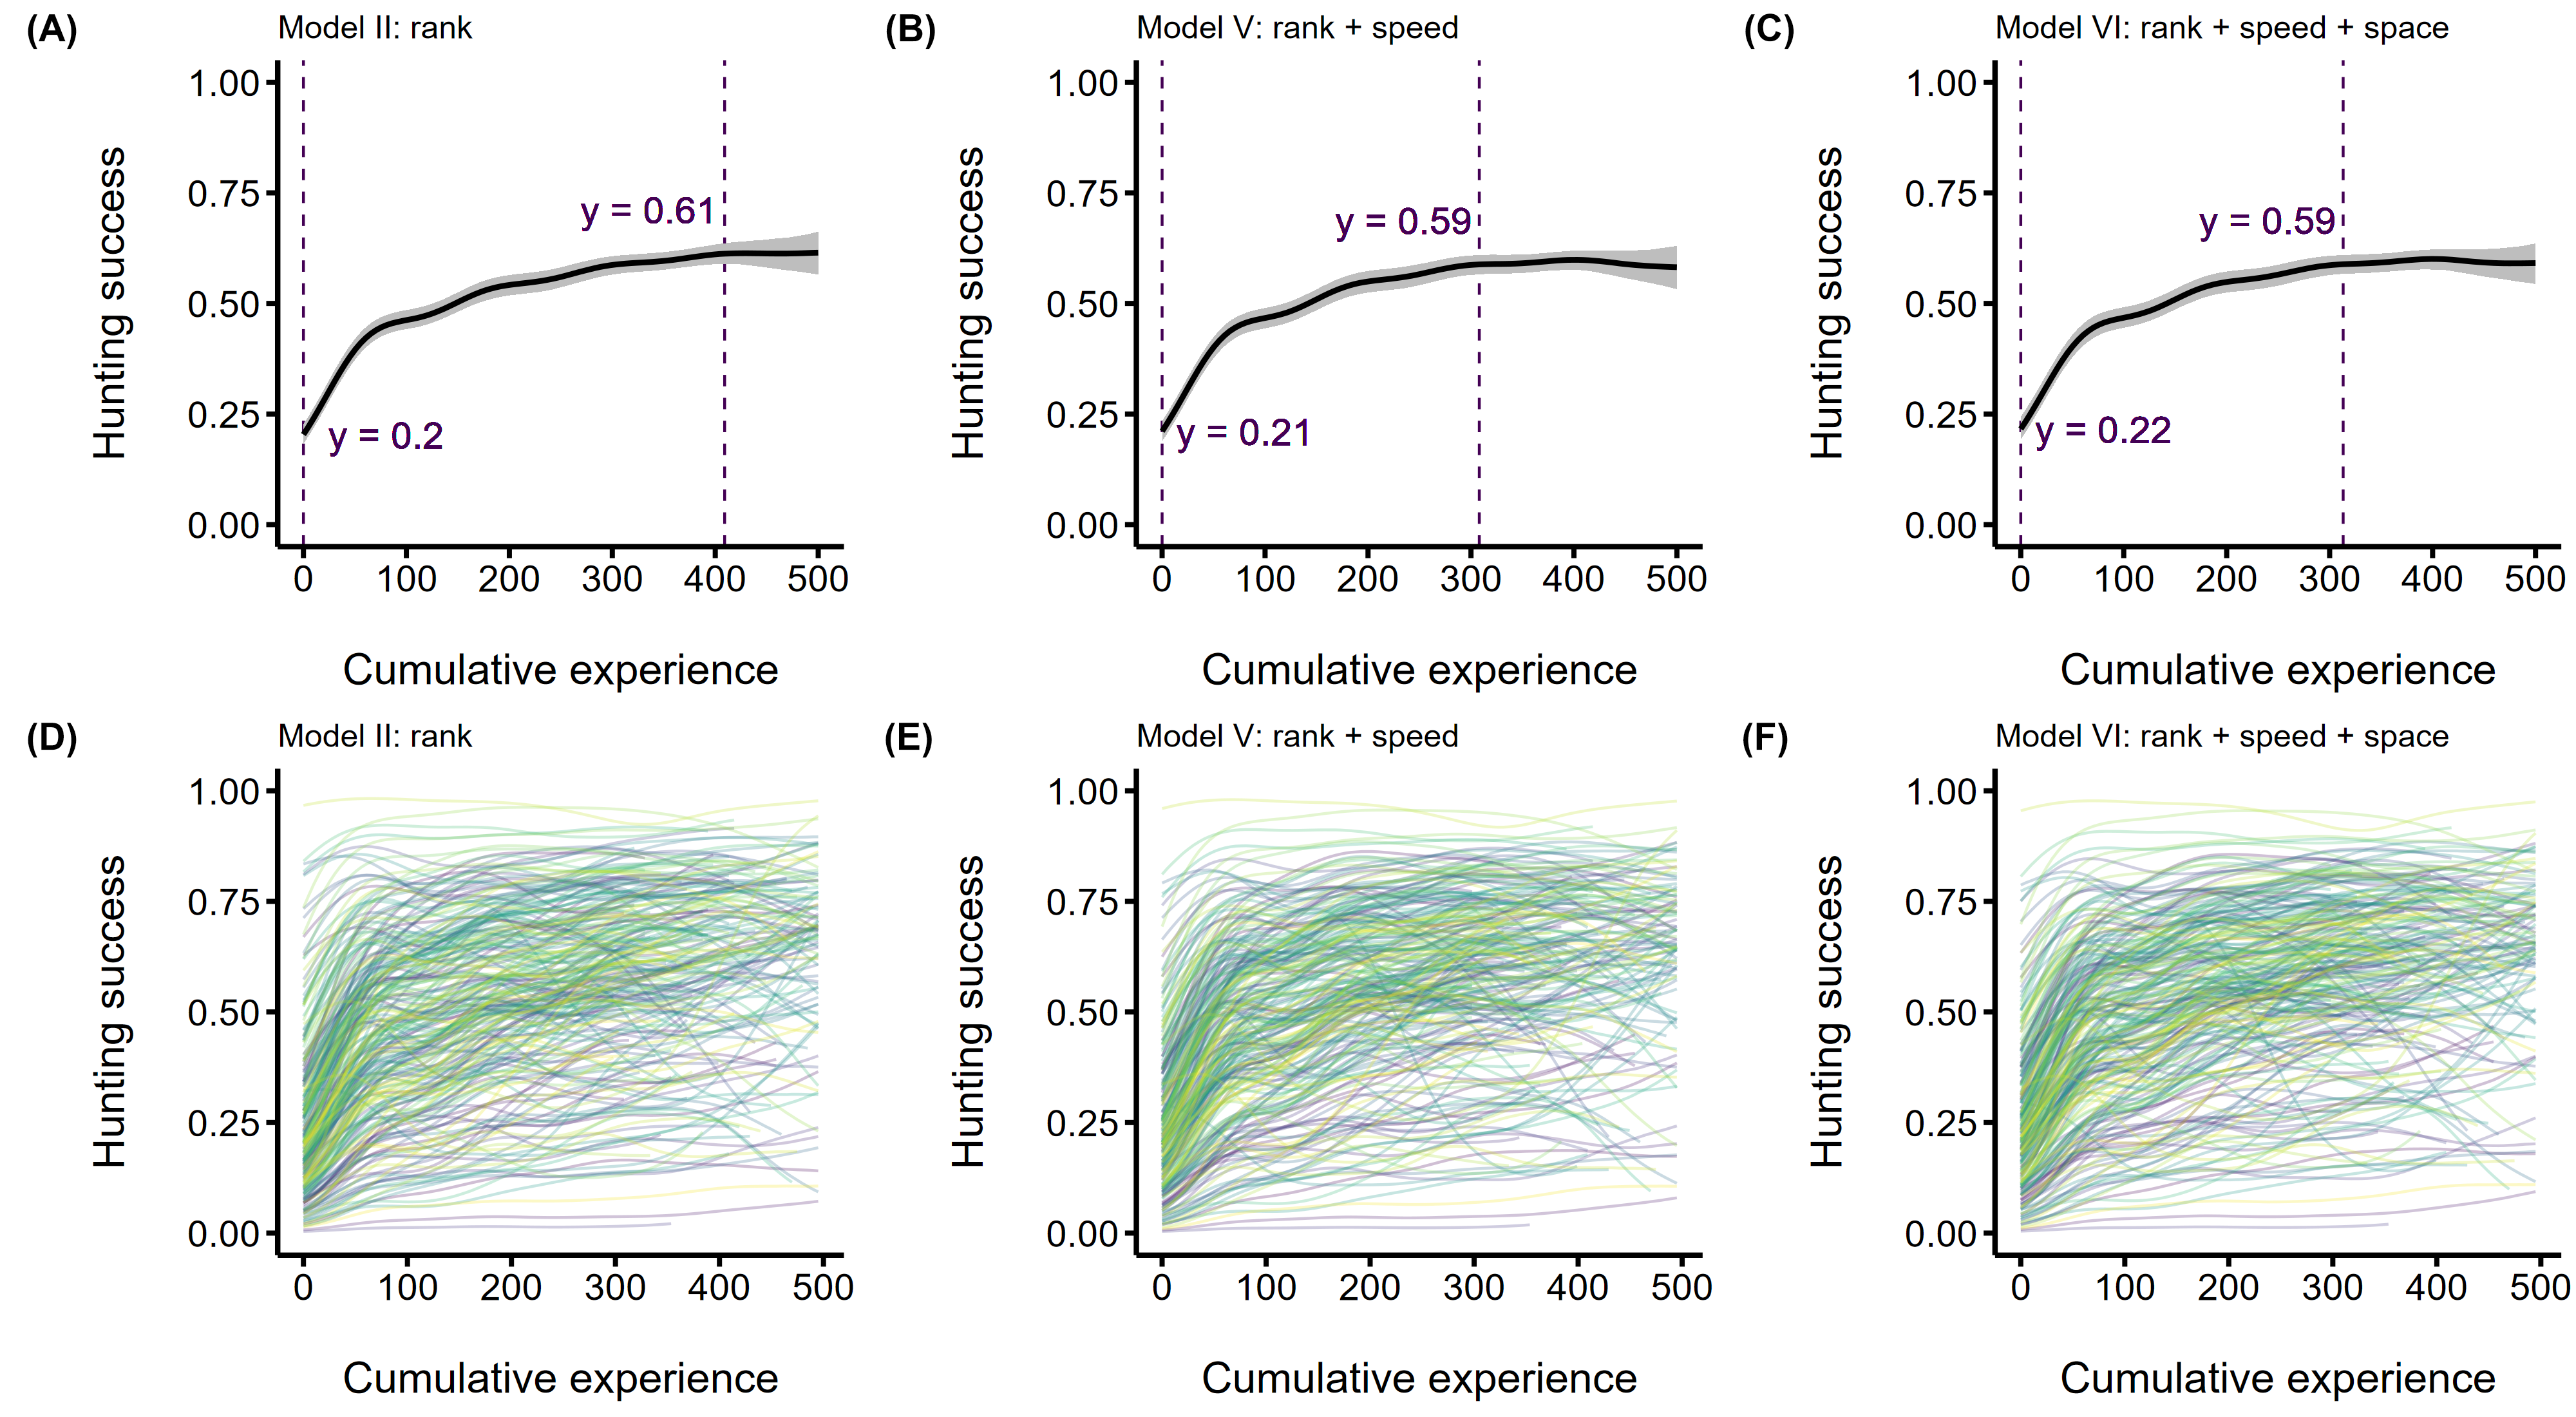 (A) Model II: rank
Hunting success
1.00
0.75
0.50
0.25
0.00
y = 0.61
y = 0.2
0 100 200 300 400 500
Cumulative experience
(B) Model V: rank + speed
Hunting success
1.00
0.75
0.50
0.25
0.00
y = 0.59
y = 0.21
0 100 200 300 400 500
Cumulative experience
(C) Model VI: rank + speed + space
Hunting success
1.00
0.75
0.50
0.25
0.00
y = 0.59
y = 0.22
0 100 200 300 400 500
Cumulative experience
(D) Model II: rank
Hunting success
1.00
0.75
0.50
0.25
0.00
0 100 200 300 400 500
Cumulative experience
(E) Model V: rank + speed
Hunting success
1.00
0.75
0.50
0.25
0.00
0 100 200 300 400 500
Cumulative experience
(F) Model VI: rank + speed + space
Hunting success
1.00
0.75
0.50
0.25
0.00
0 100 200 300 400 500
Cumulative experience